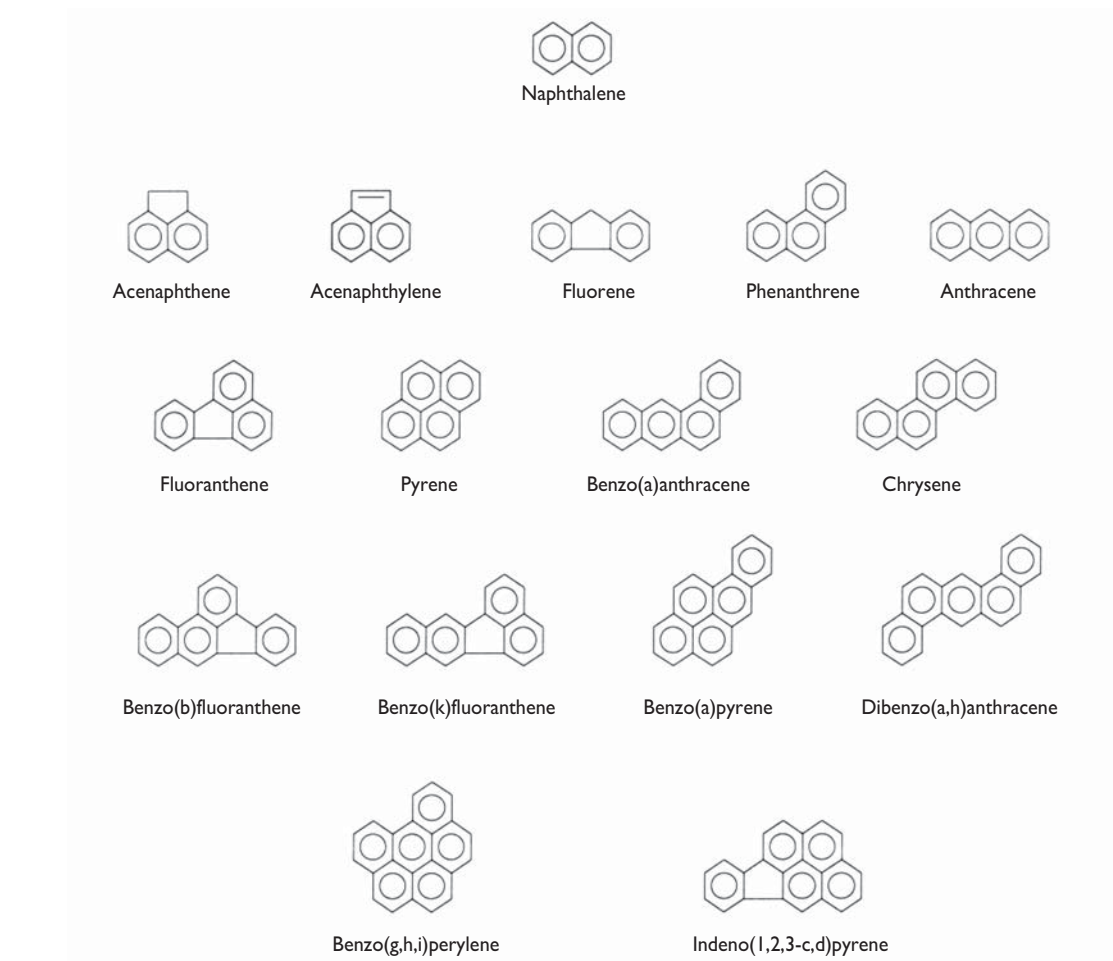 Naphthalene
Acenaphthene
Acenaphthylene
Fluorene
Phenanthrene
Anthracene
Fluoranthene
Pyrene
Benzo(a)anthracene
Chrysene
Benzo(b)fluoranthene
Benzo(k)fluoranthene
Benzo(a)pyrene
Dibenzo(a,h)anthracene
Benzo(g,h,i)perylene
Indeno(1,2,3-c,d)pyrene